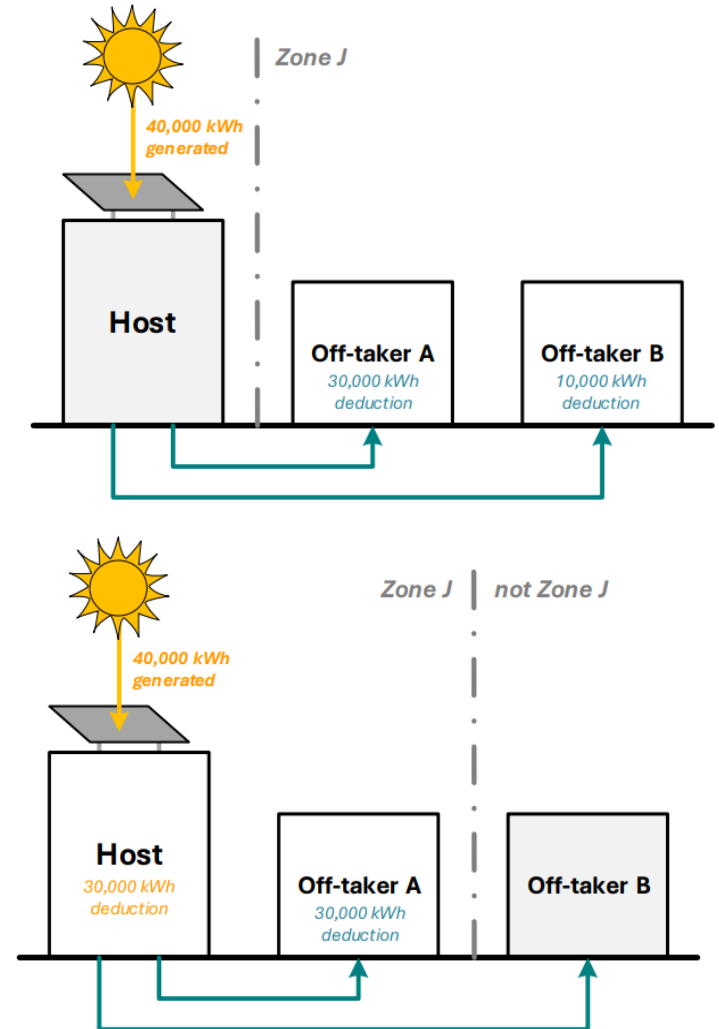 Zone J
40,000 kWh
generated
Host
Off-taker A
30,000 kWh
deduction
Off-taker B
10,000 kWh
deduction
Zone J
not Zone J
40,000 kWh
generated
Host
30,000 kWh
deduction
Off-taker A
30,000 kWh
deduction
Off-taker B